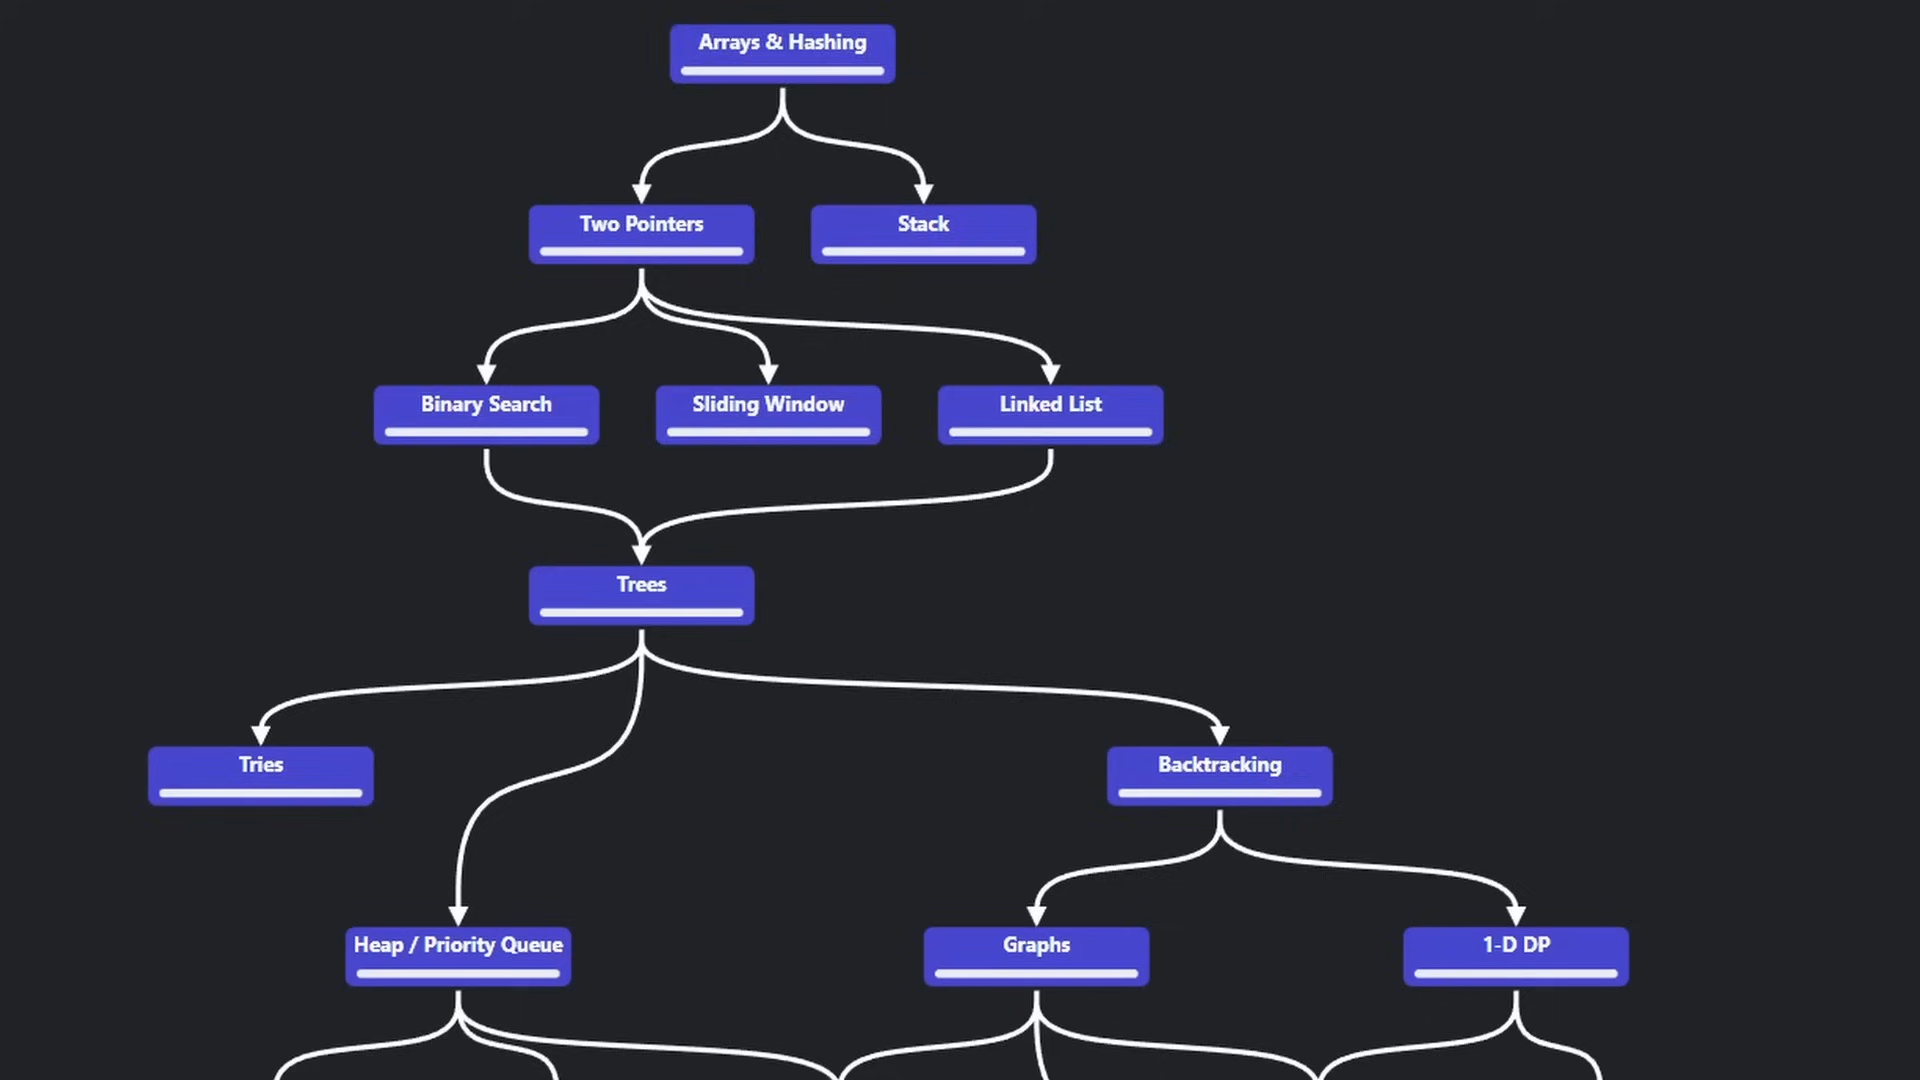 Arrays & Hashing
Two Pointers
Stack
Binary Search
Sliding Window
Linked List
Trees
Tries
Backtracking
Heap / Priority Queue
Graphs
1-D DP